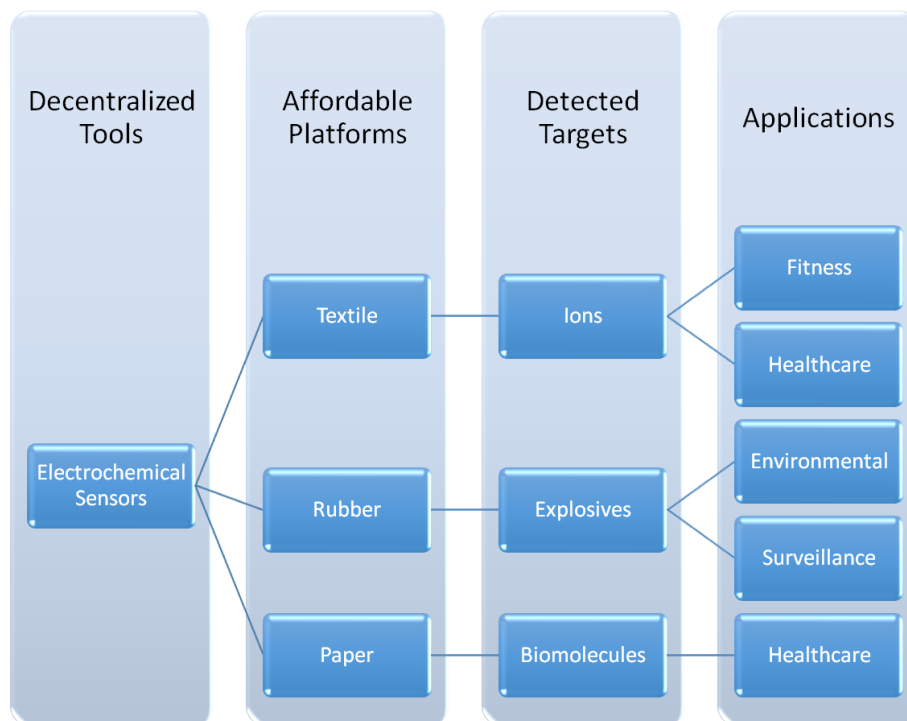 Decentralized
Tools
Affordable
Platforms
Detected
Targets
Applications
Electrochemical
Sensors
Textile
Rubber
Paper
Ions
Explosives
Biomolecules
Fitness
Healthcare
Environmental
Surveillance
Healthcare